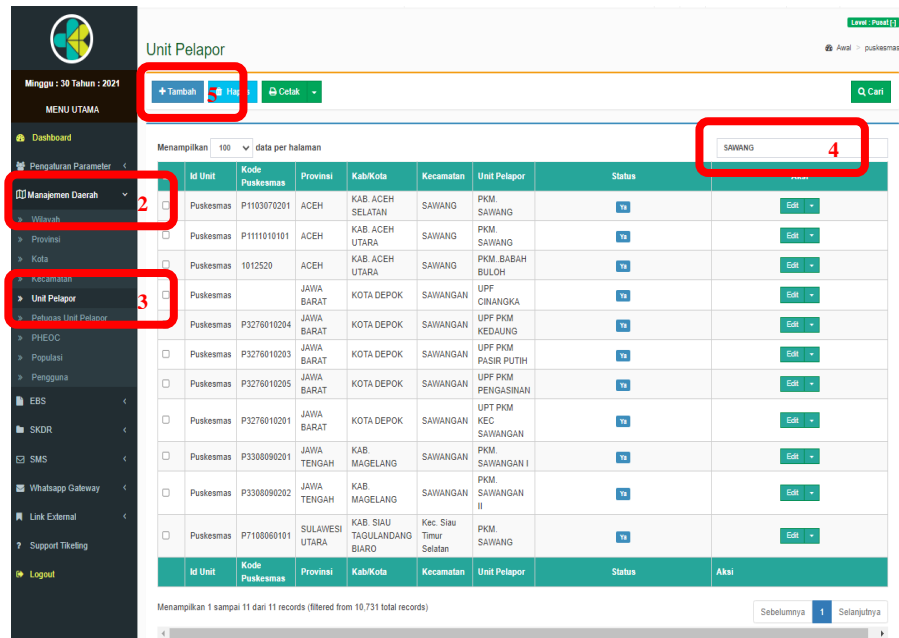 Level : Pusat [-]
Unit Pelapor
Awal > puskesmas
Minggu : 30 Tahun : 2021
MENU UTAMA
Dashboard
Pengaturan Parameter
Manajemen Daerah
2
» Wilayah
» Provinsi
» Kota
» Kecamatan
» Unit Pelapor
3
» Petugas Unit Pelapor
» PHEOC
» Populasi
» Pengguna
EBS
SKDR
SMS
Whatsapp Gateway
Link External
? Support Tiketing
Logout
+ Tambah
5
Cetak
Cari
Menampilkan 100 data per halaman
SAWANG
4
Id Unit Kode Puskesmas Provinsi Kab/Kota Kecamatan Unit Pelapor Status Aksi
Puskesmas P1103070201 ACEH KAB. ACEH SELATAN SAWANG PKM. SAWANG Ya Edit
Puskesmas P1111010101 ACEH KAB. ACEH UTARA SAWANG PKM. SAWANG Ya Edit
Puskesmas 1012520 ACEH KAB. ACEH UTARA SAWANG PKM. BABAH BULOH Ya Edit
Puskesmas JAWA BARAT KOTA DEPOK SAWANGAN UPF CINANGKA Ya Edit
Puskesmas P3276010204 JAWA BARAT KOTA DEPOK SAWANGAN UPF PKM KEDAUNG Ya Edit
Puskesmas P3276010203 JAWA BARAT KOTA DEPOK SAWANGAN UPF PKM PASIR PUTIH Ya Edit
Puskesmas P3276010205 JAWA BARAT KOTA DEPOK SAWANGAN UPF PKM PENGASINAN Ya Edit
Puskesmas P3276010201 JAWA BARAT KOTA DEPOK SAWANGAN UPT PKM KEC SAWANGAN Ya Edit
Puskesmas P3308090201 JAWA TENGAH KAB. MAGELANG SAWANGAN PKM. SAWANGAN I Ya Edit
Puskesmas P3308090202 JAWA TENGAH KAB. MAGELANG SAWANGAN PKM. SAWANGAN II Ya Edit
Puskesmas P7108060101 SULAWESI UTARA KAB. SIAU TAGULANDANG BIARO Kec. Siau Timur Selatan PKM. SAWANG Ya Edit
Id Unit Kode Puskesmas Provinsi Kab/Kota Kecamatan Unit Pelapor Status Aksi
Menampilkan 1 sampai 11 dari 11 records (filtered from 10,731 total records)
Sebelumnya 1 Selanjutnya